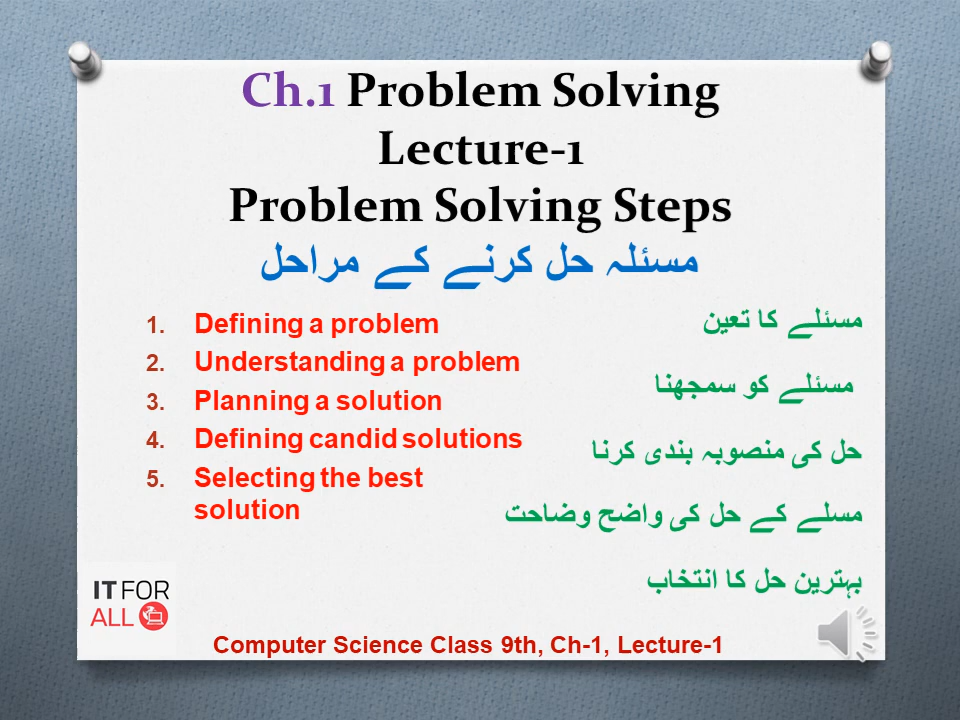 Ch.1 Problem Solving
Lecture-1
Problem Solving Steps
مسئلہ حل کرنے کے مراحل
1. Defining a problem
2. Understanding a problem
3. Planning a solution
4. Defining candid solutions
5. Selecting the best
solution
مسئلے کا تعین
مسئلے کو سمجھنا
حل کی منصوبہ بندی کرنا
مسلے کے حل کی واضح وضاحت
بہترین حل کا انتخاب
IT FOR
ALL
Computer Science Class 9th, Ch-1, Lecture-1